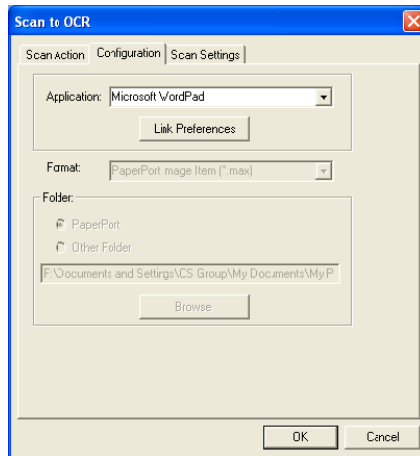 Scan to OCR
Scan Action Configuration Scan Settings
Application: Microsoft WordPad
Link Preferences
Format: PaperPort mage Item (*.max)
Folder:
PaperPort
Other Folder
F:\Documents and Settings\CS Group\My Documents\My P
Browse
OK Cancel